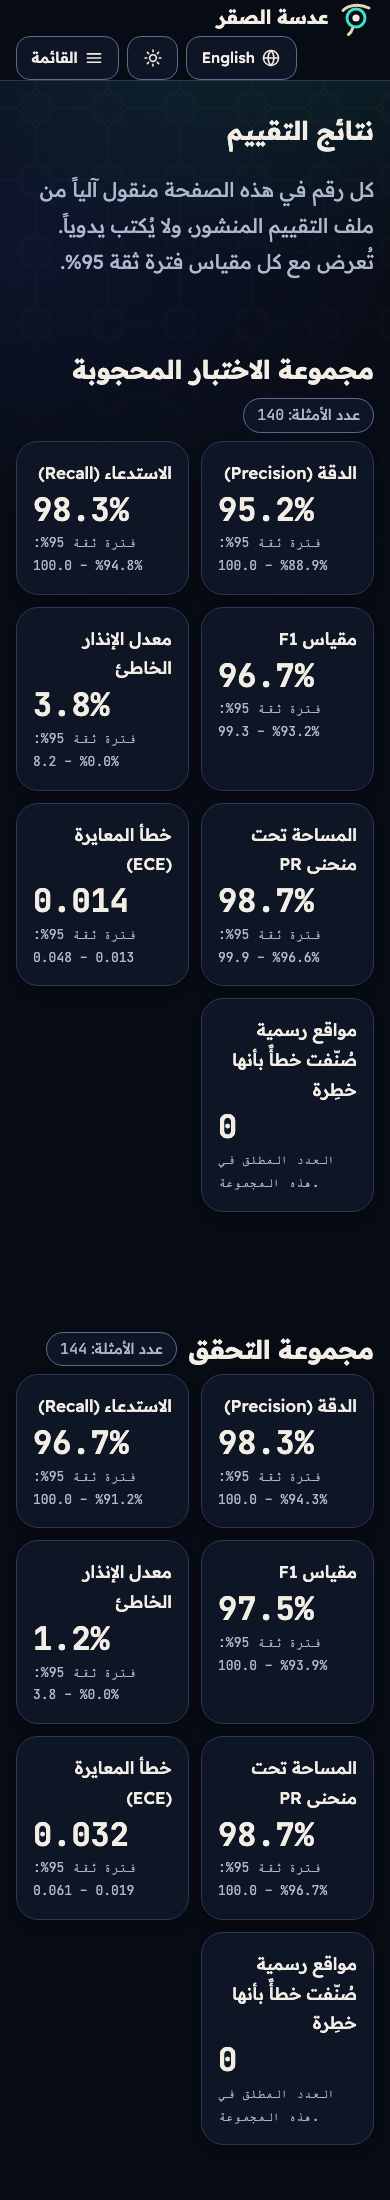 عدسة الصقر
English
القائمة
نتائج التقييم
كل رقم في هذه الصفحة منقول آلياً من
ملف التقييم المنشور، ولا يُكتب يدوياً.
تُعرض مع كل مقياس فترة ثقة 95%.
مجموعة الاختبار المحجوبة
عدد الأمثلة: 140
الدقة (Precision)
95.2%
فترة ثقة 95%:
88.9% – 100.0
الاستدعاء (Recall)
98.3%
فترة ثقة 95%:
94.8% – 100.0
مقياس F1
96.7%
فترة ثقة 95%:
93.2% – 99.3
معدل الإنذار
الخاطئ
3.8%
فترة ثقة 95%:
0.0% – 8.2
المساحة تحت
منحنى PR
98.7%
فترة ثقة 95%:
96.6% – 99.9
خطأ المعايرة
(ECE)
0.014
فترة ثقة 95%:
0.013 – 0.048
مواقع رسمية
صُنّفت خطأً بأنها
خطِرة
0
العدد المطلق في
هذه المجموعة.
مجموعة التحقق
عدد الأمثلة: 144
الدقة (Precision)
98.3%
فترة ثقة 95%:
94.3% – 100.0
الاستدعاء (Recall)
96.7%
فترة ثقة 95%:
91.2% – 100.0
مقياس F1
97.5%
فترة ثقة 95%:
93.9% – 100.0
معدل الإنذار
الخاطئ
1.2%
فترة ثقة 95%:
0.0% – 3.8
المساحة تحت
منحنى PR
98.7%
فترة ثقة 95%:
96.7% – 100.0
خطأ المعايرة
(ECE)
0.032
فترة ثقة 95%:
0.019 – 0.061
مواقع رسمية
صُنّفت خطأً بأنها
خطِرة
0
العدد المطلق في
هذه المجموعة.